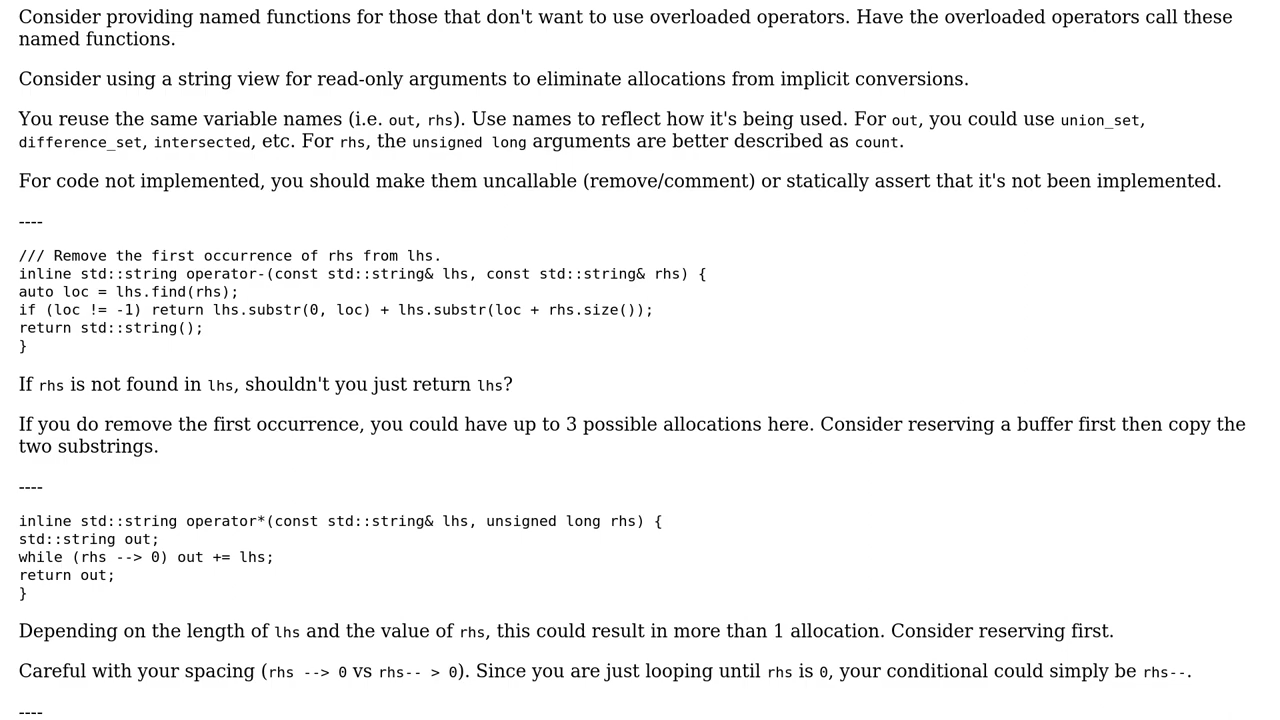 Consider providing named functions for those that don't want to use overloaded operators. Have the overloaded operators call these
named functions.
Consider using a string view for read-only arguments to eliminate allocations from implicit conversions.
You reuse the same variable names (i.e. out, rhs). Use names to reflect how it's being used. For out, you could use union_set,
difference_set, intersected, etc. For rhs, the unsigned long arguments are better described as count.
For code not implemented, you should make them uncallable (remove/comment) or statically assert that it's not been implemented.
----
/// Remove the first occurrence of rhs from lhs.
inline std::string operator-(const std::string& lhs, const std::string& rhs) {
auto loc = lhs.find(rhs);
if (loc != -1) return lhs.substr(0, loc) + lhs.substr(loc + rhs.size());
return std::string();
}
If rhs is not found in lhs, shouldn't you just return lhs?
If you do remove the first occurrence, you could have up to 3 possible allocations here. Consider reserving a buffer first then copy the
two substrings.
----
inline std::string operator*(const std::string& lhs, unsigned long rhs) {
std::string out;
while (rhs --> 0) out += lhs;
return out;
}
Depending on the length of lhs and the value of rhs, this could result in more than 1 allocation. Consider reserving first.
Careful with your spacing (rhs --> 0 vs rhs-- > 0). Since you are just looping until rhs is 0, your conditional could simply be rhs--.
----